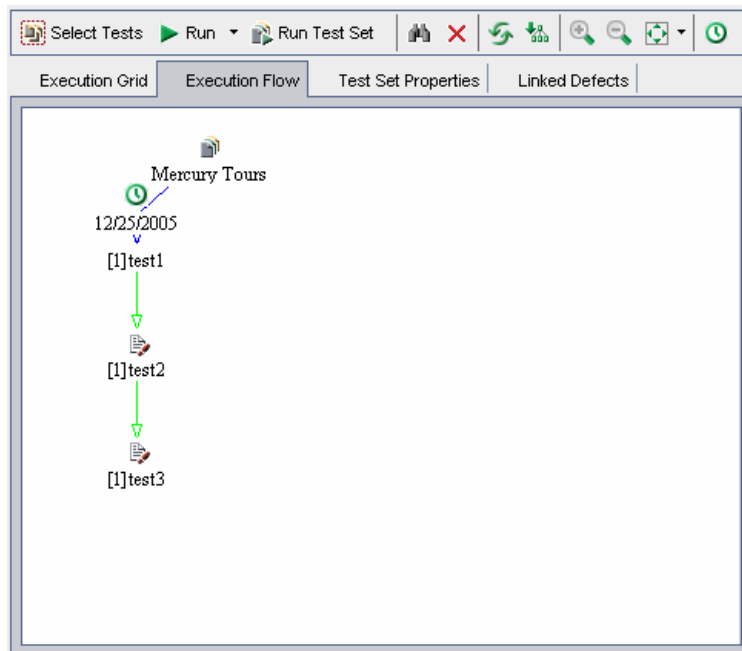 Select Tests Run Run Test Set
Execution Grid Execution Flow Test Set Properties Linked Defects
Mercury Tours
12/25/2005
[1]test1
[1]test2
[1]test3